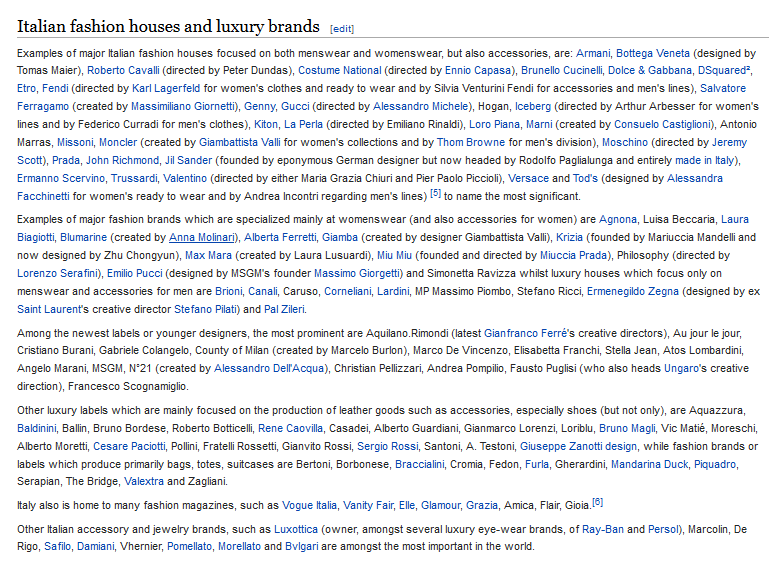 Italian fashion houses and luxury brands [edit]
Examples of major Italian fashion houses focused on both menswear and womenswear, but also accessories, are: Armani, Bottega Veneta (designed by
Tomas Maier), Roberto Cavalli (directed by Peter Dundas), Costume National (directed by Ennio Capasa), Brunello Cucinelli, Dolce & Gabbana, DSquared²,
Etro, Fendi (directed by Karl Lagerfeld for women's clothes and ready to wear and by Silvia Venturini Fendi for accessories and men's lines), Salvatore
Ferragamo (created by Massimiliano Giornetti), Genny, Gucci (directed by Alessandro Michele), Hogan, Iceberg (directed by Arthur Arbesser for women's
lines and by Federico Curradi for men's clothes), Kiton, La Perla (directed by Emiliano Rinaldi), Loro Piana, Marni (created by Consuelo Castiglioni), Antonio
Marras, Missoni, Moncler (created by Giambattista Valli for women's collections and by Thom Browne for men's division), Moschino (directed by Jeremy
Scott), Prada, John Richmond, Jil Sander (founded by eponymous German designer but now headed by Rodolfo Paglialunga and entirely made in Italy),
Ermanno Scervino, Trussardi, Valentino (directed by either Maria Grazia Chiuri and Pier Paolo Piccioli), Versace and Tod's (designed by Alessandra
Facchinetti for women's ready to wear and by Andrea Incontri regarding men's lines) [5] to name the most significant.
Examples of major fashion brands which are specialized mainly at womenswear (and also accessories for women) are Agnona, Luisa Beccaria, Laura
Biagiotti, Blumarine (created by Anna Molinari), Alberta Ferretti, Giamba (created by designer Giambattista Valli), Krizia (founded by Mariuccia Mandelli and
now designed by Zhu Chongyun), Max Mara (created by Laura Lusuardi), Miu Miu (founded and directed by Miuccia Prada), Philosophy (directed by
Lorenzo Serafini), Emilio Pucci (designed by MSGM's founder Massimo Giorgetti) and Simonetta Ravizza whilst luxury houses which focus only on
menswear and accessories for men are Brioni, Canali, Caruso, Corneliani, Lardini, MP Massimo Piombo, Stefano Ricci, Ermenegildo Zegna (designed by ex
Saint Laurent's creative director Stefano Pilati) and Pal Zileri.
Among the newest labels or younger designers, the most prominent are Aquilano.Rimondi (latest Gianfranco Ferré's creative directors), Au jour le jour,
Cristiano Burani, Gabriele Colangelo, County of Milan (created by Marcelo Burlon), Marco De Vincenzo, Elisabetta Franchi, Stella Jean, Atos Lombardini,
Angelo Marani, MSGM, N°21 (created by Alessandro Dell'Acqua), Christian Pellizzari, Andrea Pompilio, Fausto Puglisi (who also heads Ungaro's creative
direction), Francesco Scognamiglio.
Other luxury labels which are mainly focused on the production of leather goods such as accessories, especially shoes (but not only), are Aquazzura,
Baldinini, Ballin, Bruno Bordese, Roberto Botticelli, Rene Caovilla, Casadei, Alberto Guardiani, Gianmarco Lorenzi, Loriblu, Bruno Magli, Vic Matié, Moreschi,
Alberto Moretti, Cesare Paciotti, Pollini, Fratelli Rossetti, Gianvito Rossi, Sergio Rossi, Santoni, A. Testoni, Giuseppe Zanotti design, while fashion brands or
labels which produce primarily bags, totes, suitcases are Bertoni, Borbonese, Braccialini, Cromia, Fedon, Furla, Gherardini, Mandarina Duck, Piquadro,
Serapian, The Bridge, Valextra and Zagliani.
Italy also is home to many fashion magazines, such as Vogue Italia, Vanity Fair, Elle, Glamour, Grazia, Amica, Flair, Gioia.[6]
Other Italian accessory and jewelry brands, such as Luxottica (owner, amongst several luxury eye-wear brands, of Ray-Ban and Persol), Marcolin, De
Rigo, Safilo, Damiani, Vhernier, Pomellato, Morellato and Bvlgari are amongst the most important in the world.